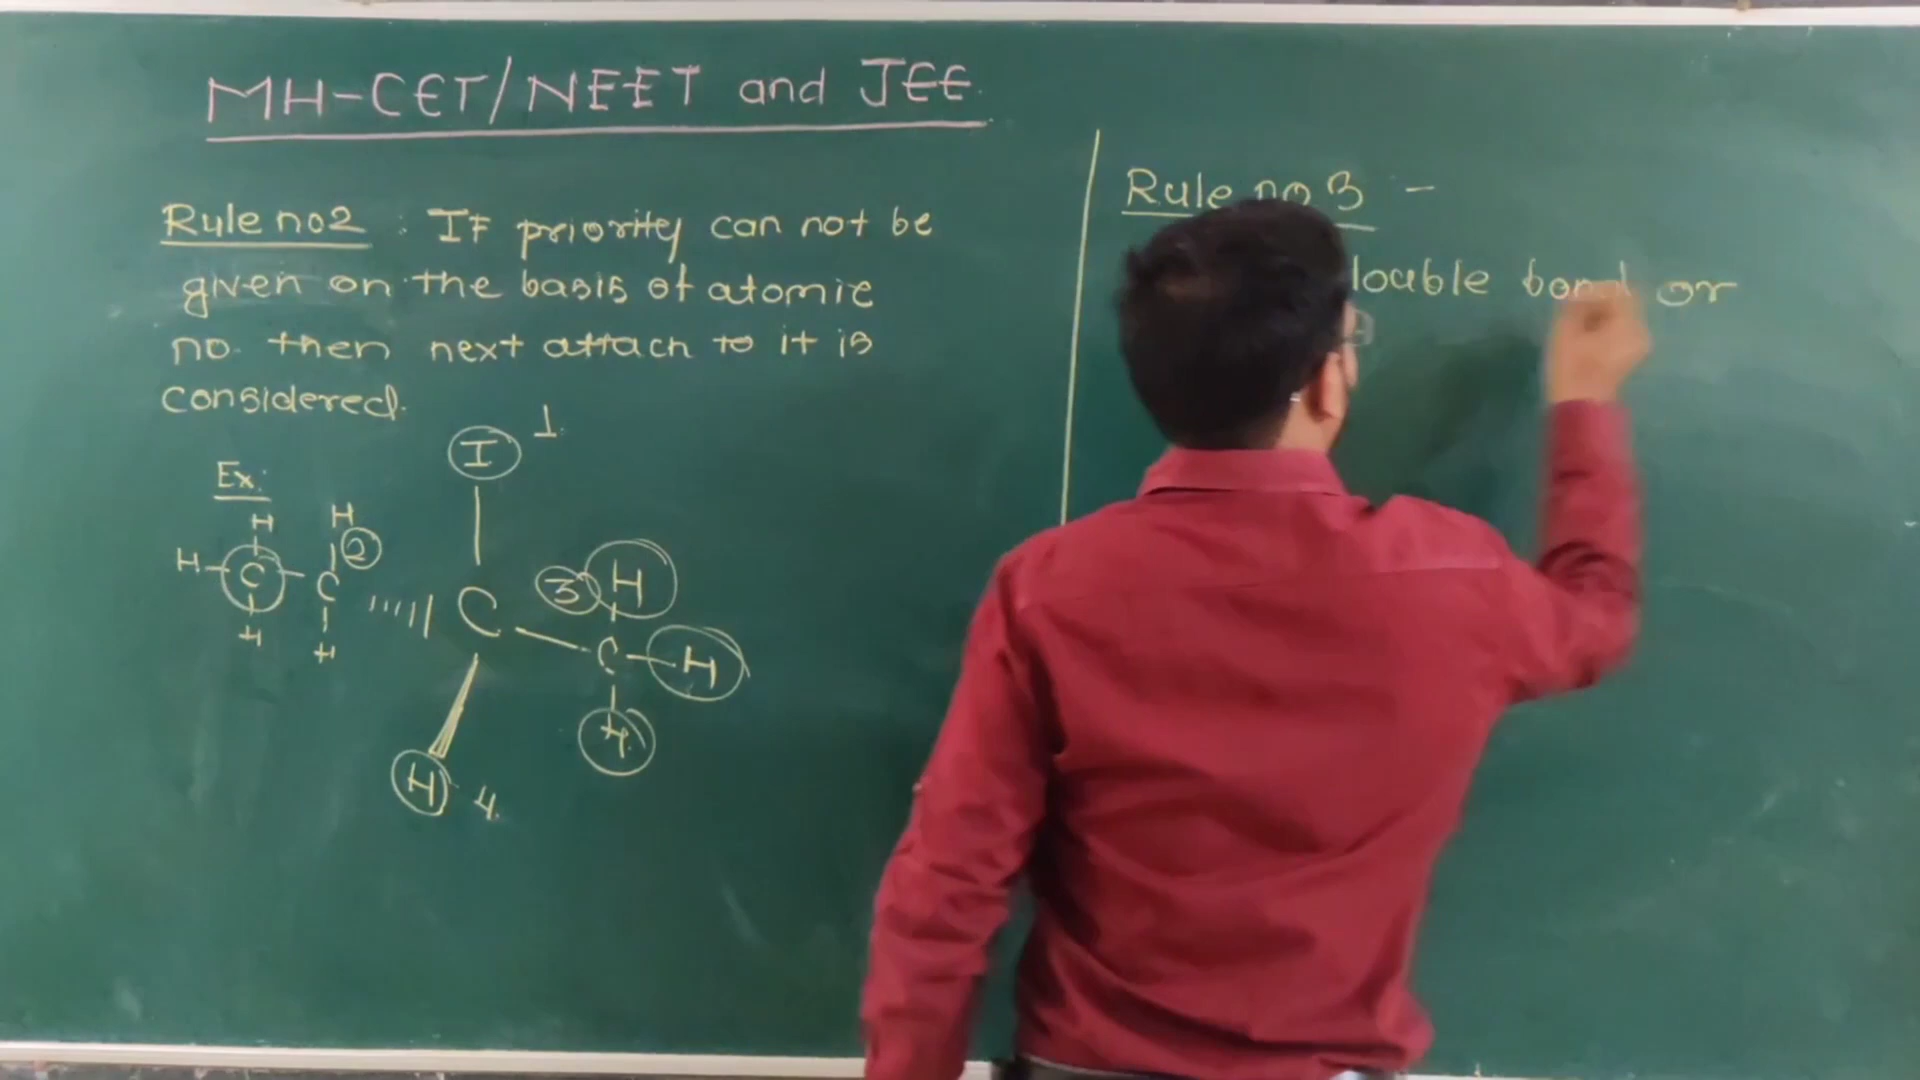 MH-CET/NEET and JEE.
Rule no2 : IF priority can not be
given on the basis of atomic
no. then next attach to it is
considered.
Ex:
I 1.
H H
H C C 2
H H
C
3 H
C H
H
H 4.
Rule no 3 -
bond or